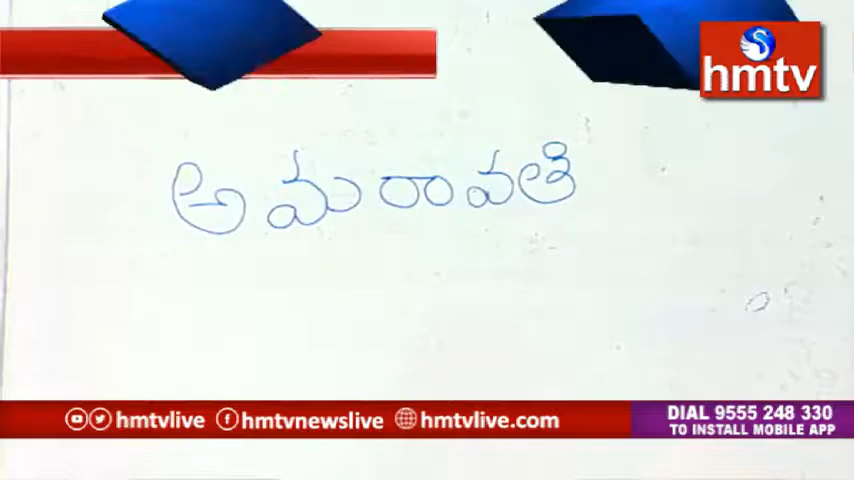 hmtv
అమరావతి
hmtvlive hmtvnewslive hmtvlive.com
DIAL 9555 248 330
TO INSTALL MOBILE APP